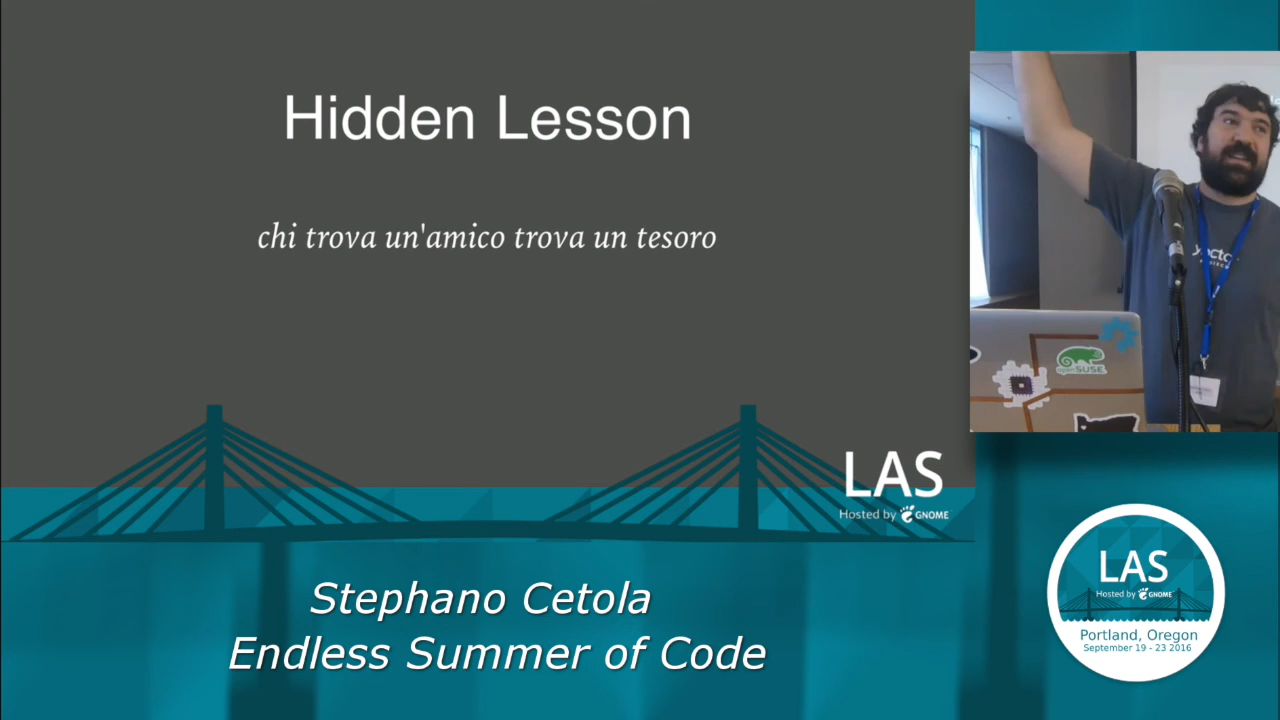 Hidden Lesson
chi trova un'amico trova un tesoro
LAS
Hosted by GNOME
Stephano Cetola
Endless Summer of Code
openSUSE
LAS
Hosted by GNOME
Portland, Oregon
September 19 - 23 2016